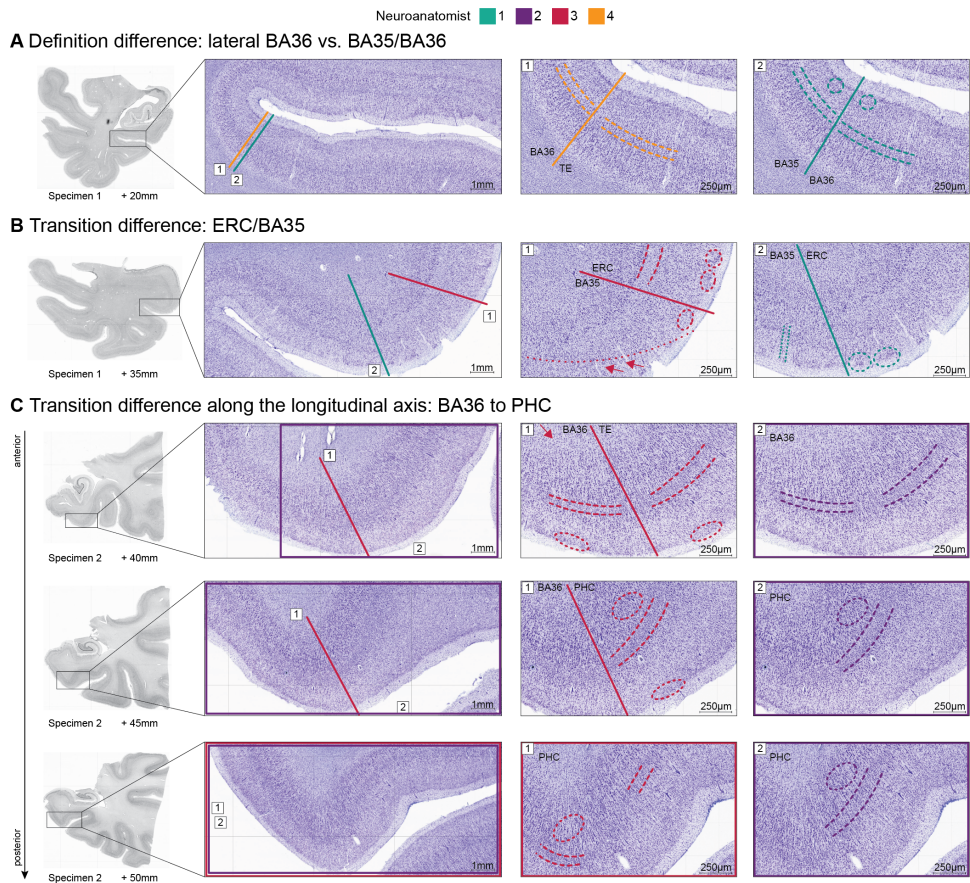 Neuroanatomist 1 2 3 4
A Definition difference: lateral BA36 vs. BA35/BA36
1
2
1mm
Specimen 1 + 20mm
1
BA36
TE
250µm
2
BA35
BA36
250µm
B Transition difference: ERC/BA35
1
2
1mm
Specimen 1 + 35mm
1
ERC
BA35
250µm
2
BA35 ERC
250µm
C Transition difference along the longitudinal axis: BA36 to PHC
anterior
1
2
1mm
Specimen 2 + 40mm
1
BA36 TE
250µm
2
BA36
250µm
1
2
1mm
Specimen 2 + 45mm
1
BA36 PHC
250µm
2
PHC
250µm
1
2
1mm
Specimen 2 + 50mm
1
PHC
250µm
2
PHC
250µm
posterior